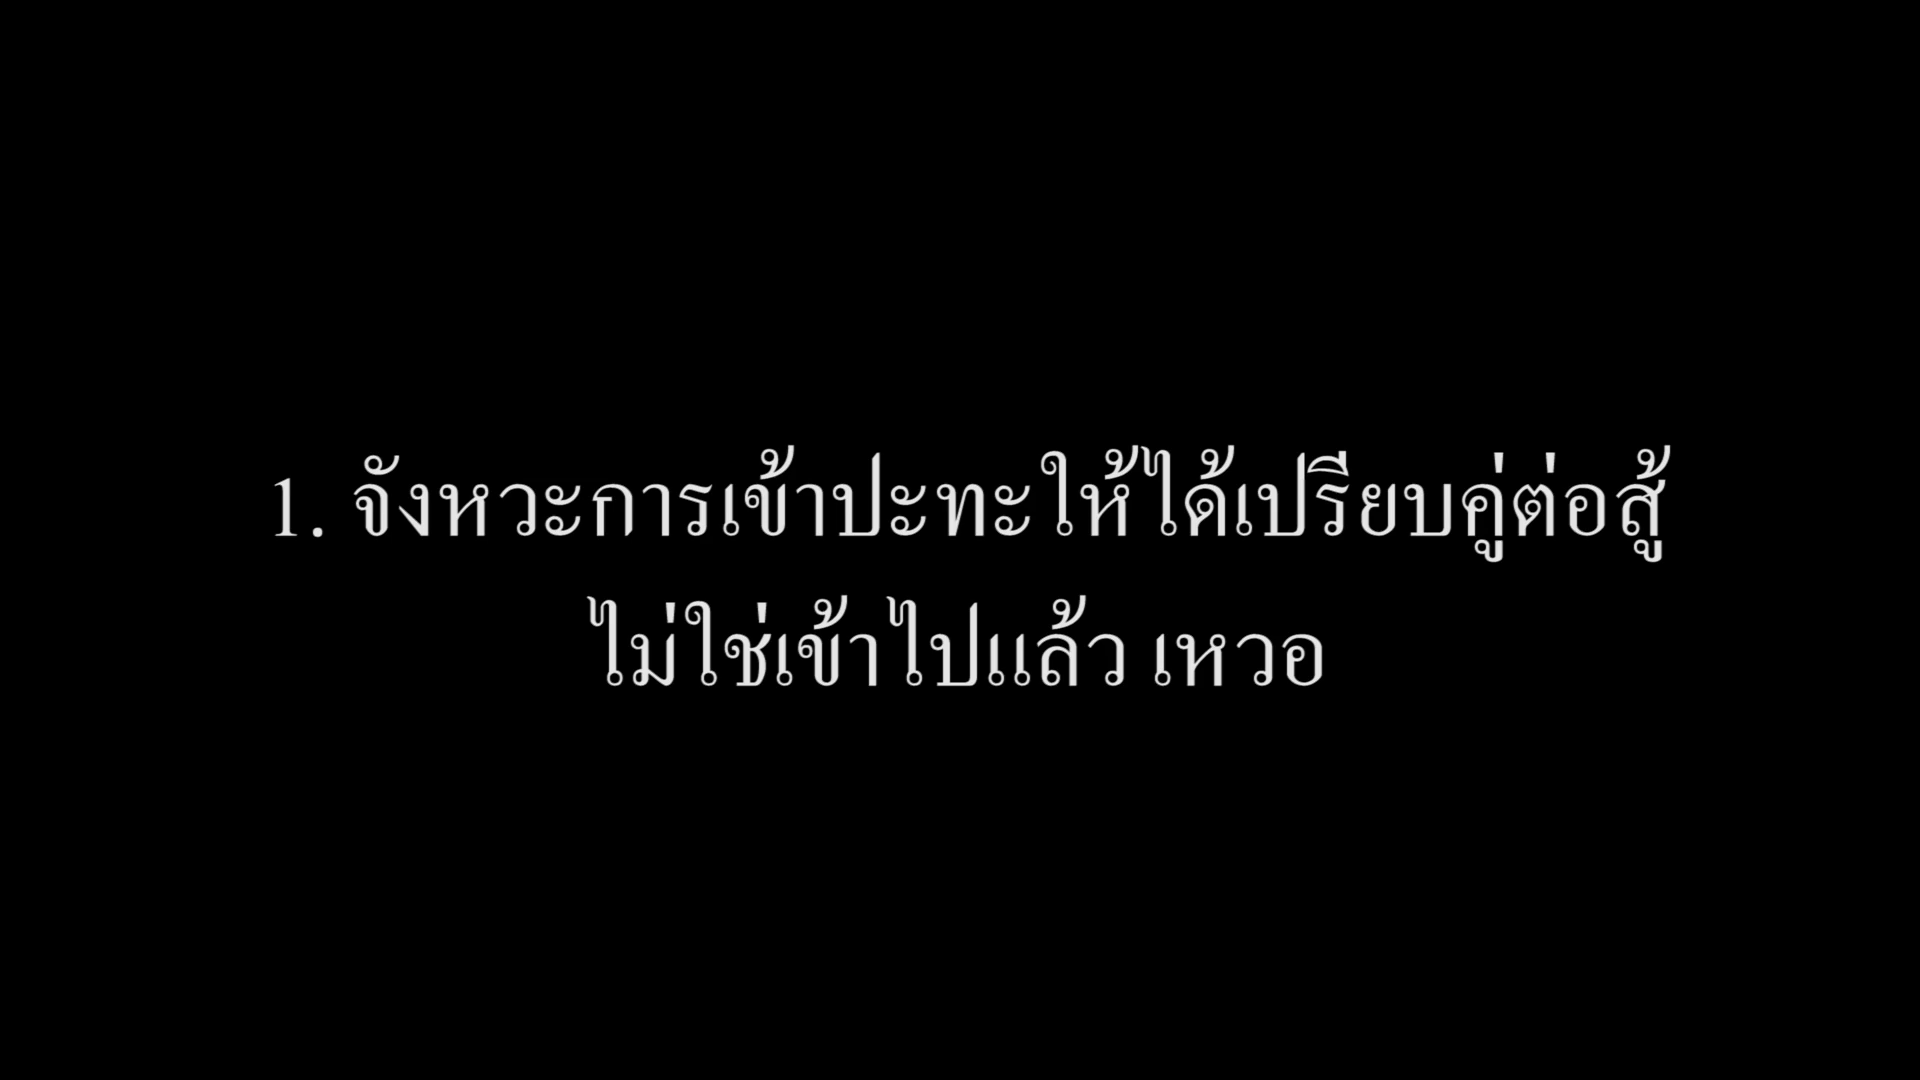 1. จังหวะการเข้าปะทะให้ได้เปรียบคู่ต่อสู้
ไม่ใช่เข้าไปแล้ว เหวอ